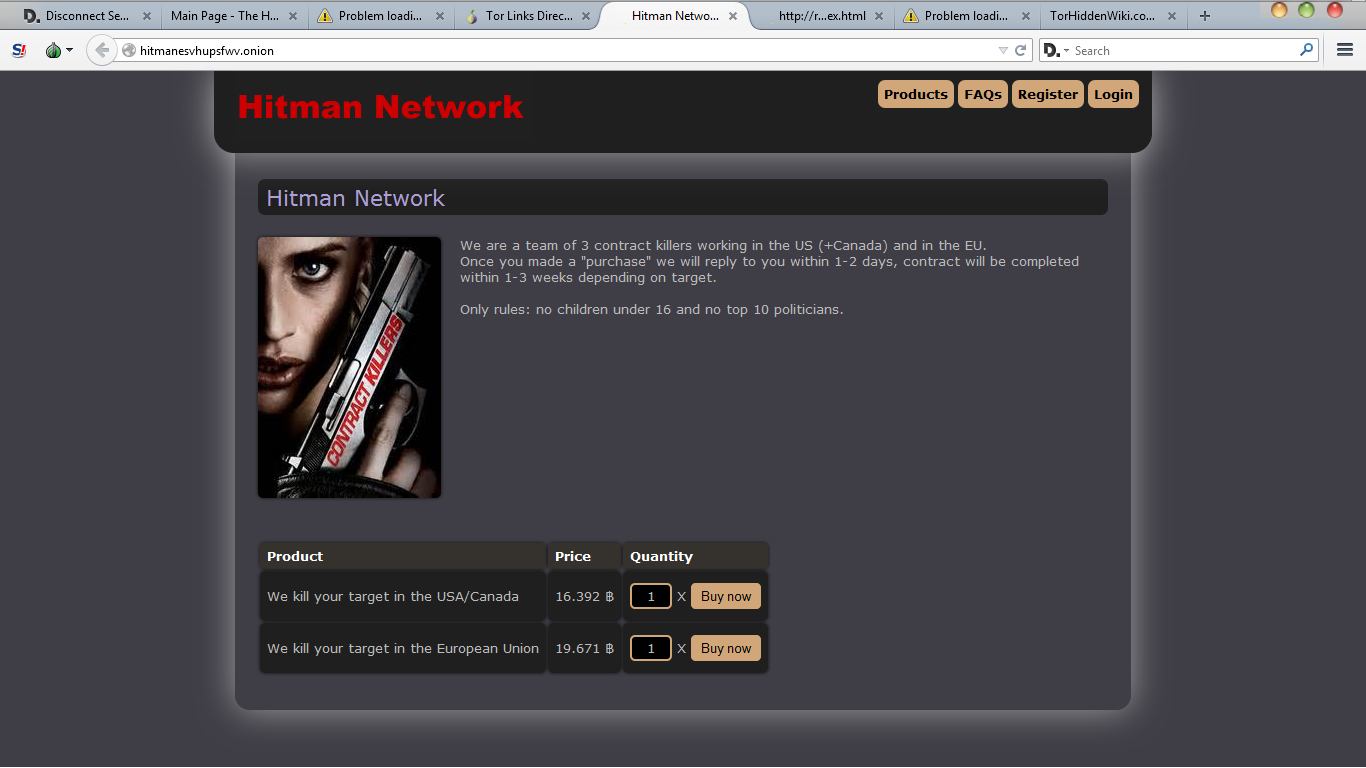 Disconnect Se...
Main Page - The H...
Problem loadi...
Tor Links Direc...
Hitman Netwo...
http://r...ex.html
Problem loadi...
TorHiddenWiki.co...
hitmanesvhupsfwv.onion
Search
Hitman Network
Products FAQs Register Login
Hitman Network
We are a team of 3 contract killers working in the US (+Canada) and in the EU.
Once you made a "purchase" we will reply to you within 1-2 days, contract will be completed
within 1-3 weeks depending on target.
Only rules: no children under 16 and no top 10 politicians.
CONTRACT KILLERS
Product Price Quantity
We kill your target in the USA/Canada 16.392 ฿ 1 X Buy now
We kill your target in the European Union 19.671 ฿ 1 X Buy now